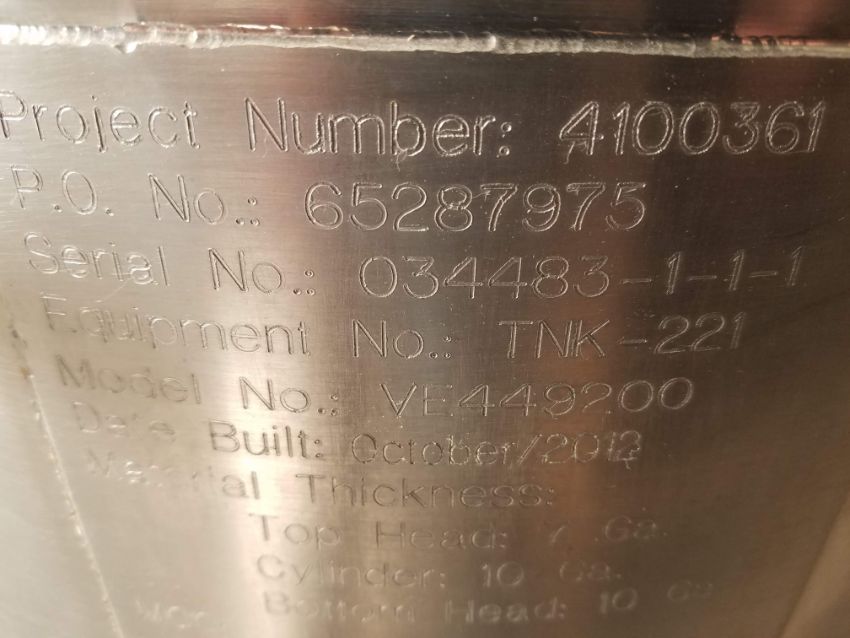 Project Number: 4100361
P.O. No.: 65287975
Serial No.: 034483-1-1-1
Equipment No.: TNK-221
Model No.: VE449200
Date Built: October/2012
Material Thickness:
Top Head: 7 Ga.
Cylinder: 10 Ga.
Bottom Head: 10 Ga